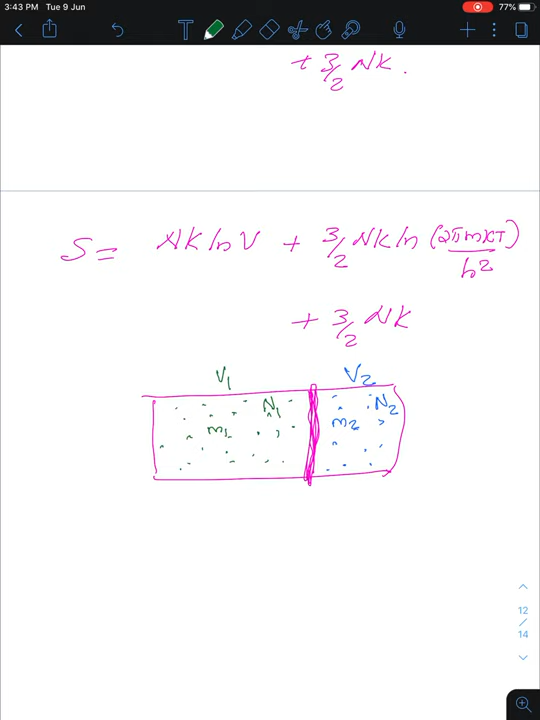 3:43 PM Tue 9 Jun
77%
+ 3/2 NK.
S = NK ln V + 3/2 NK ln (2πmKT)/h²
+ 3/2 NK
V₁ V₂
N₁ N₂
m₁ m₂
12
/
14